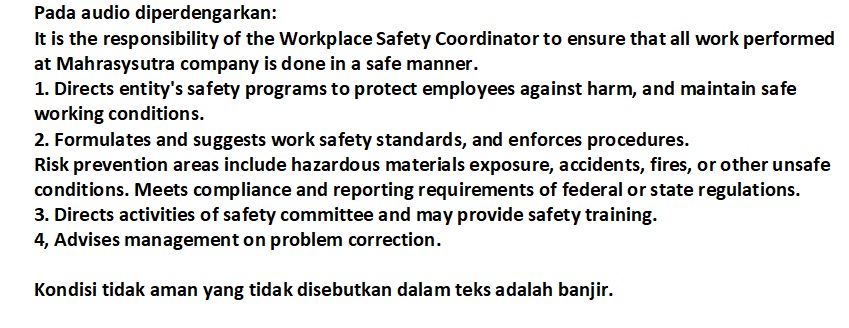 Pada audio diperdengarkan:
It is the responsibility of the Workplace Safety Coordinator to ensure that all work performed
at Mahrasysutra company is done in a safe manner.
1. Directs entity's safety programs to protect employees against harm, and maintain safe
working conditions.
2. Formulates and suggests work safety standards, and enforces procedures.
Risk prevention areas include hazardous materials exposure, accidents, fires, or other unsafe
conditions. Meets compliance and reporting requirements of federal or state regulations.
3. Directs activities of safety committee and may provide safety training.
4, Advises management on problem correction.
Kondisi tidak aman yang tidak disebutkan dalam teks adalah banjir.